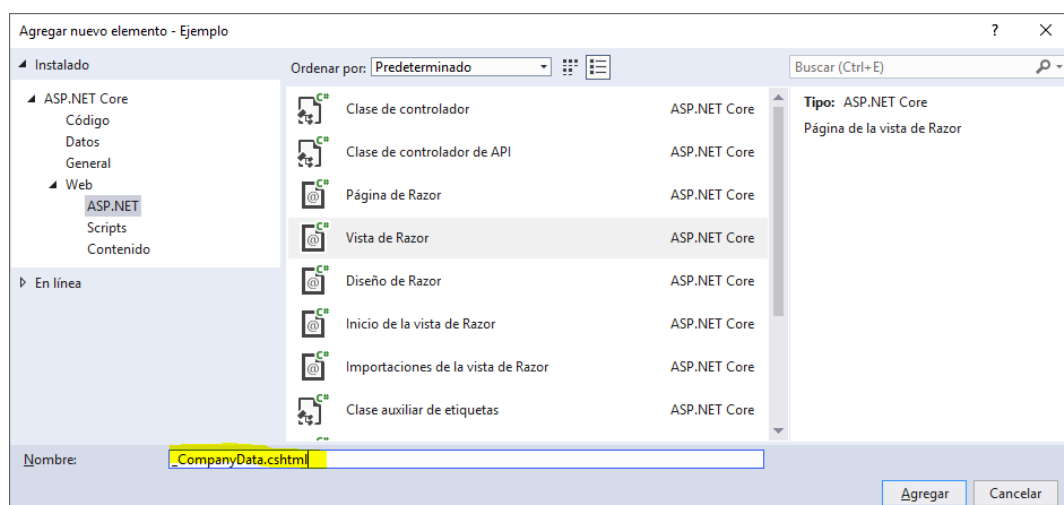 Agregar nuevo elemento - Ejemplo ?
Instalado
Ordenar por: Predeterminado
Buscar (Ctrl+E)
ASP.NET Core
Código
Datos
General
Web
ASP.NET
Scripts
Contenido
En línea
C# Clase de controlador ASP.NET Core
C# Clase de controlador de API ASP.NET Core
C# @ Página de Razor ASP.NET Core
C# @ Vista de Razor ASP.NET Core
C# @ Diseño de Razor ASP.NET Core
C# @ Inicio de la vista de Razor ASP.NET Core
C# @ Importaciones de la vista de Razor ASP.NET Core
C# Clase auxiliar de etiquetas ASP.NET Core
Tipo: ASP.NET Core
Página de la vista de Razor
Nombre: _CompanyData.cshtml
Agregar Cancelar